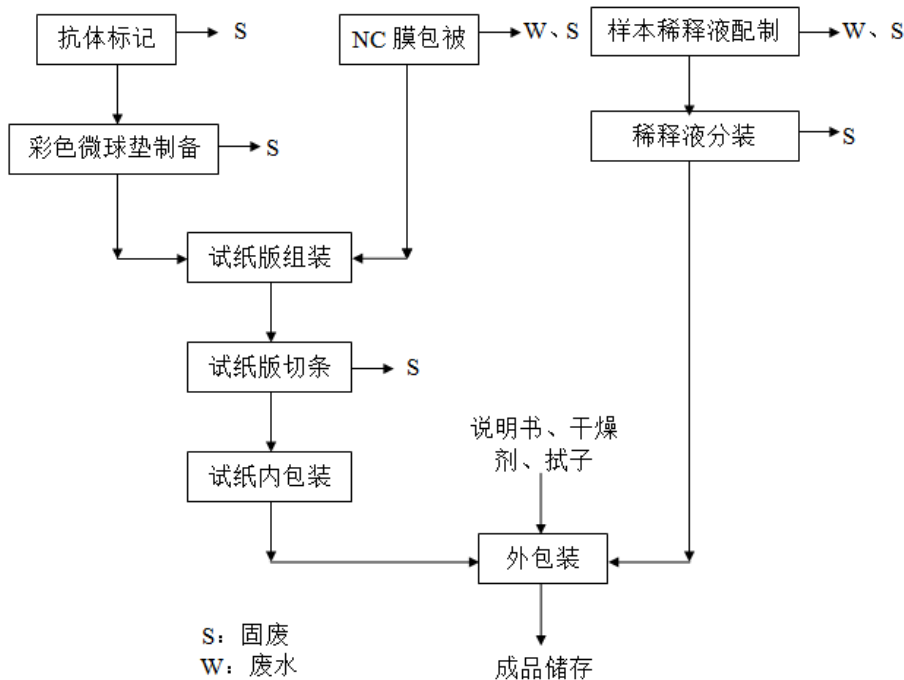 抗体标记
S
NC 膜包被
W、S
样本稀释液配制
W、S
彩色微球垫制备
S
稀释液分装
S
试纸版组装
试纸版切条
S
说明书、干燥
剂、拭子
试纸内包装
外包装
S：固废
W：废水
成品储存